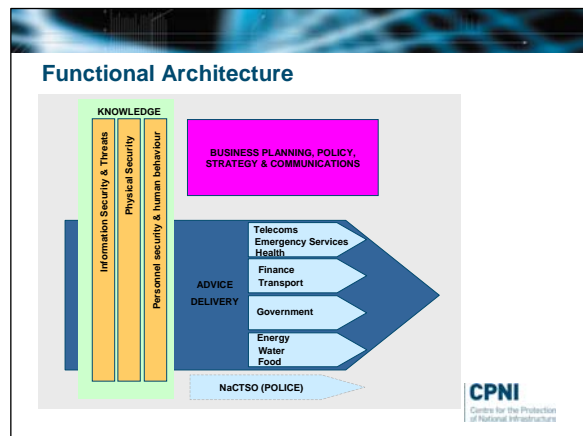 Functional Architecture
KNOWLEDGE
Information Security & Threats
Physical Security
Personnel security & human behaviour
BUSINESS PLANNING, POLICY,
STRATEGY & COMMUNICATIONS
ADVICE
DELIVERY
Telecoms
Emergency Services
Health
Finance
Transport
Government
Energy
Water
Food
NaCTSO (POLICE)
CPNI
Centre for the Protection
of National Infrastructure